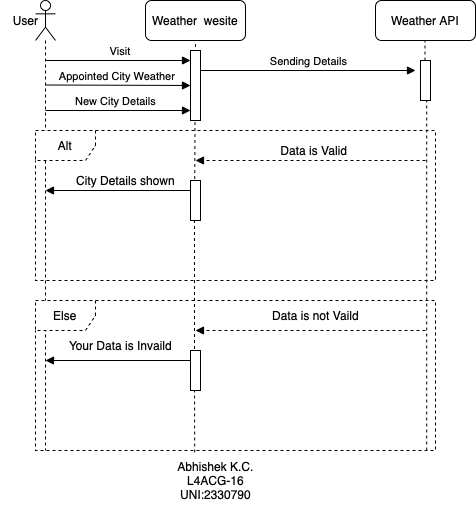 User
Weather wesite
Weather API
Visit
Sending Details
Appointed City Weather
New City Details
Alt
Data is Valid
City Details shown
Else
Data is not Vaild
Your Data is Invaild
Abhishek K.C.
L4ACG-16
UNI:2330790